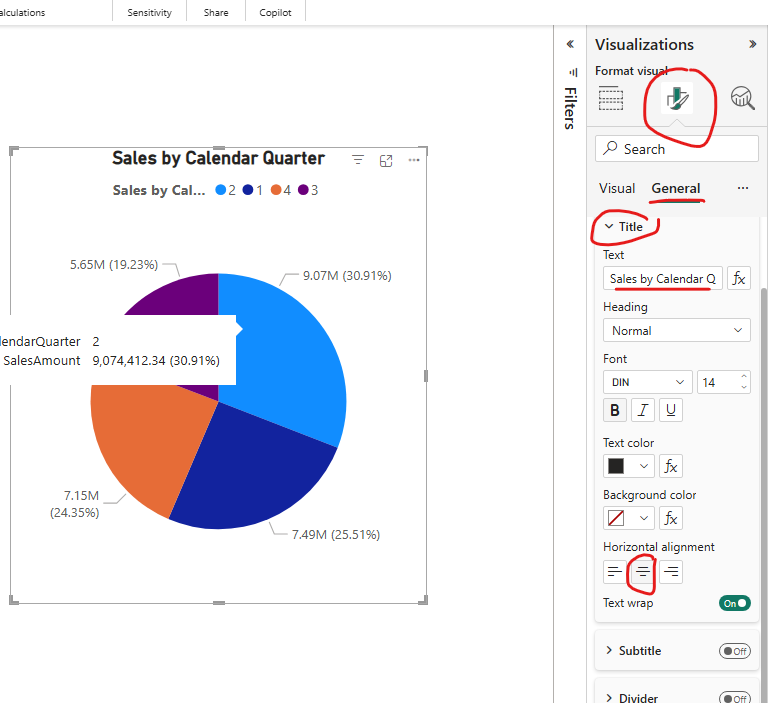 alculations
Sensitivity
Share
Copilot
Visualizations
Format visual
Filters
Search
Visual
General
Title
Text
Sales by Calendar Q
fx
Heading
Normal
Font
DIN
14
B I U
Text color
fx
Background color
fx
Horizontal alignment
Text wrap
On
Subtitle
Off
Divider
Off
Sales by Calendar Quarter
Sales by Cal... 2 1 4 3
5.65M (19.23%)
9.07M (30.91%)
lendarQuarter 2
SalesAmount 9,074,412.34 (30.91%)
7.15M
(24.35%)
7.49M (25.51%)